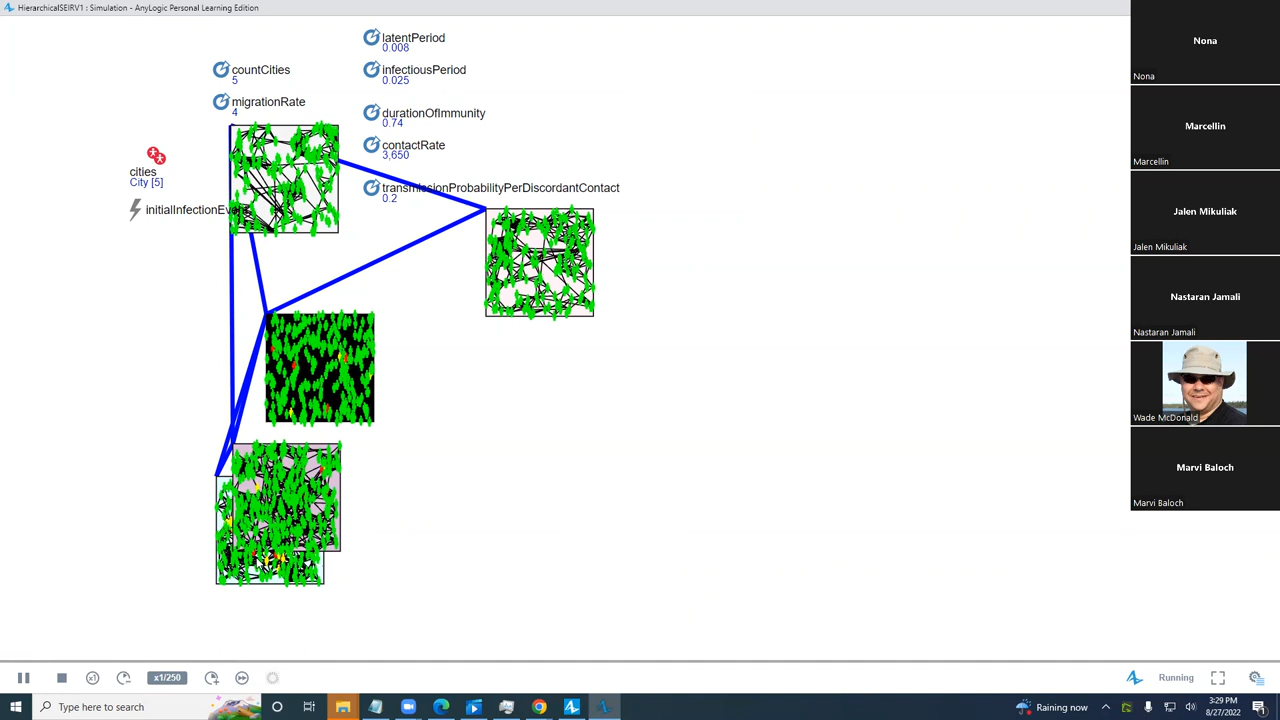 HierarchicalSEIRV1 : Simulation - AnyLogic Personal Learning Edition
latentPeriod
0.008
countCities
5
infectiousPeriod
0.025
migrationRate
4
durationOfImmunity
0.74
contactRate
3,650
cities
City [5]
transmissionProbabilityPerDiscordantContact
0.2
Nona
Nona
Marcellin
Marcellin
Jalen Mikuliak
Jalen Mikuliak
Nastaran Jamali
Nastaran Jamali
Wade McDonald
Marvi Baloch
Marvi Baloch
x1
x1/250
Running
Type here to search
Raining now
3:29 PM
8/27/2022
1